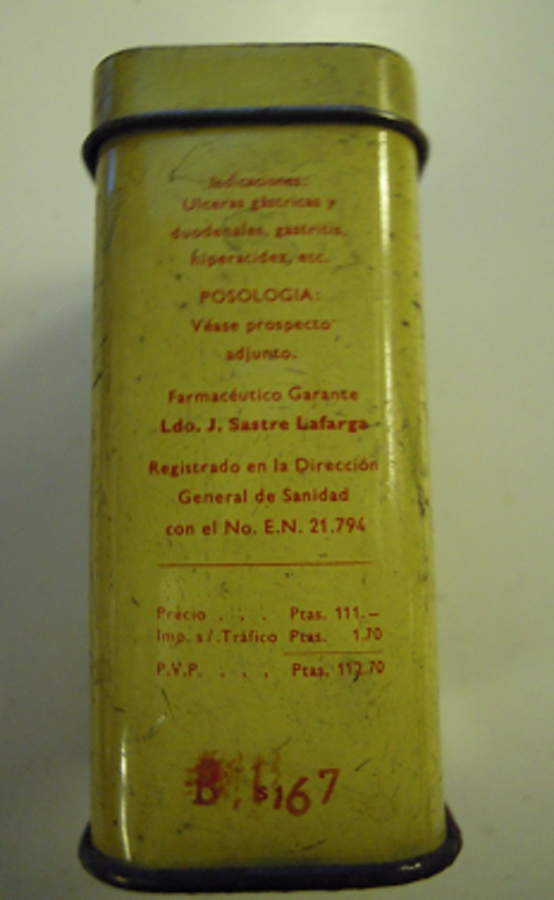 Indicaciones:
Ulceras gástricas y
duodenales, gastritis,
hiperacidez, etc.
POSOLOGIA:
Véase prospecto
adjunto.
Farmacéutico Garante
Ldo. J. Sastre Lafarga
Registrado en la Dirección
General de Sanidad
con el No. E.N. 21.794
Precio . . . Ptas. 111.—
Imp. s/.Tráfico Ptas. 1.70
P.V.P. . . . Ptas. 112.70
67